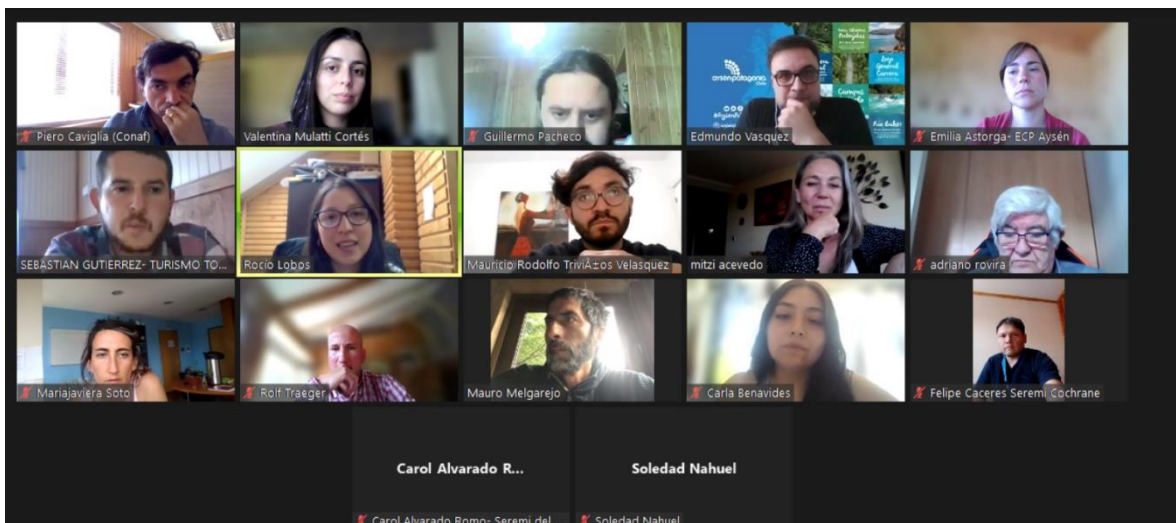 Piero Caviglia (Conaf)
Valentina Mulatti Cortés
Guillermo Pacheco
aysénpatagonia
Edmundo Vasquez
Emilia Astorga- ECP Aysén
SEBASTIAN GUTIERREZ- TURISMO TO...
Rocío Lobos
Mauricio Rodolfo TriviÃ±os Velasquez
mitzi acevedo
adriano rovira
Mariajaviera Soto
Rolf Traeger
Mauro Melgarejo
Carla Benavides
Felipe Caceres Seremi Cochrane
Carol Alvarado R...
Soledad Nahuel
Carol Alvarado Romo- Seremi del
Soledad Nahuel